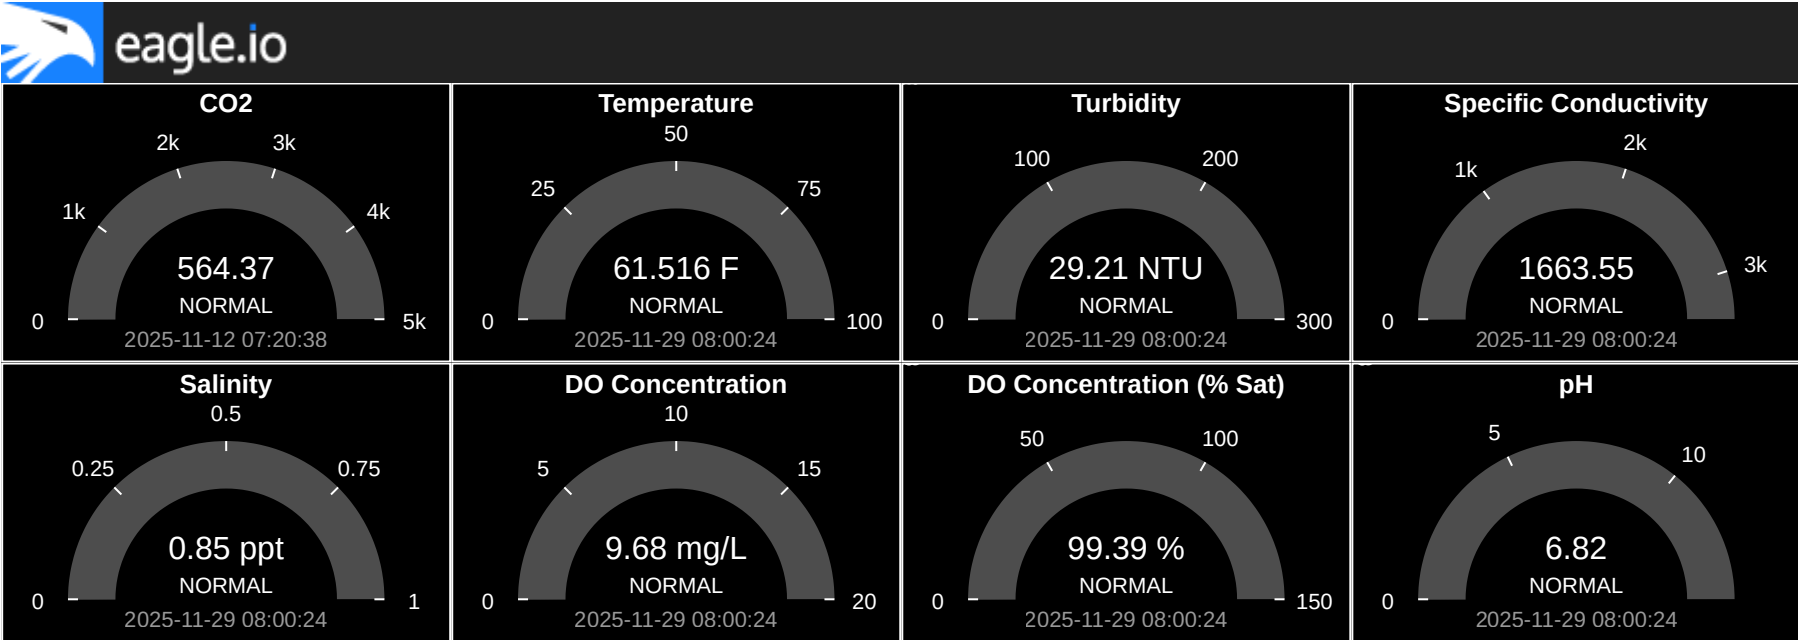 eagle.io
CO2
2k
3k
1k
4k
564.37
NORMAL
0
5k
2025-11-12 07:20:38
Temperature
50
25
75
61.516 F
NORMAL
0
100
2025-11-29 08:00:24
Turbidity
100
200
29.21 NTU
NORMAL
0
300
2025-11-29 08:00:24
Specific Conductivity
2k
1k
3k
1663.55
NORMAL
0
2025-11-29 08:00:24
Salinity
0.5
0.25
0.75
0.85 ppt
NORMAL
0
1
2025-11-29 08:00:24
DO Concentration
10
5
15
9.68 mg/L
NORMAL
0
20
2025-11-29 08:00:24
DO Concentration (% Sat)
50
100
99.39 %
NORMAL
0
150
2025-11-29 08:00:24
pH
5
10
6.82
NORMAL
0
2025-11-29 08:00:24